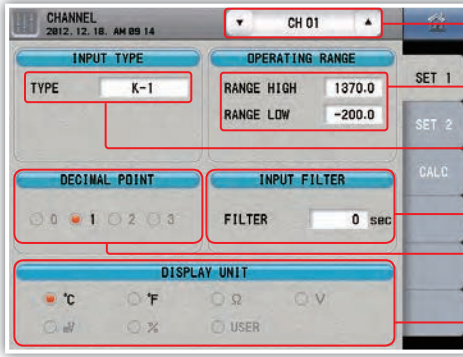 CHANNEL
2012. 12. 18. AM 09 14
CH 01
INPUT TYPE
TYPE K-1
OPERATING RANGE
RANGE HIGH 1370.0
RANGE LOW -200.0
SET 1
SET 2
CALC.
DECIMAL POINT
0 1 2 3
INPUT FILTER
FILTER 0 sec
DISPLAY UNIT
℃ ℉ Ω V
㎷ % USER